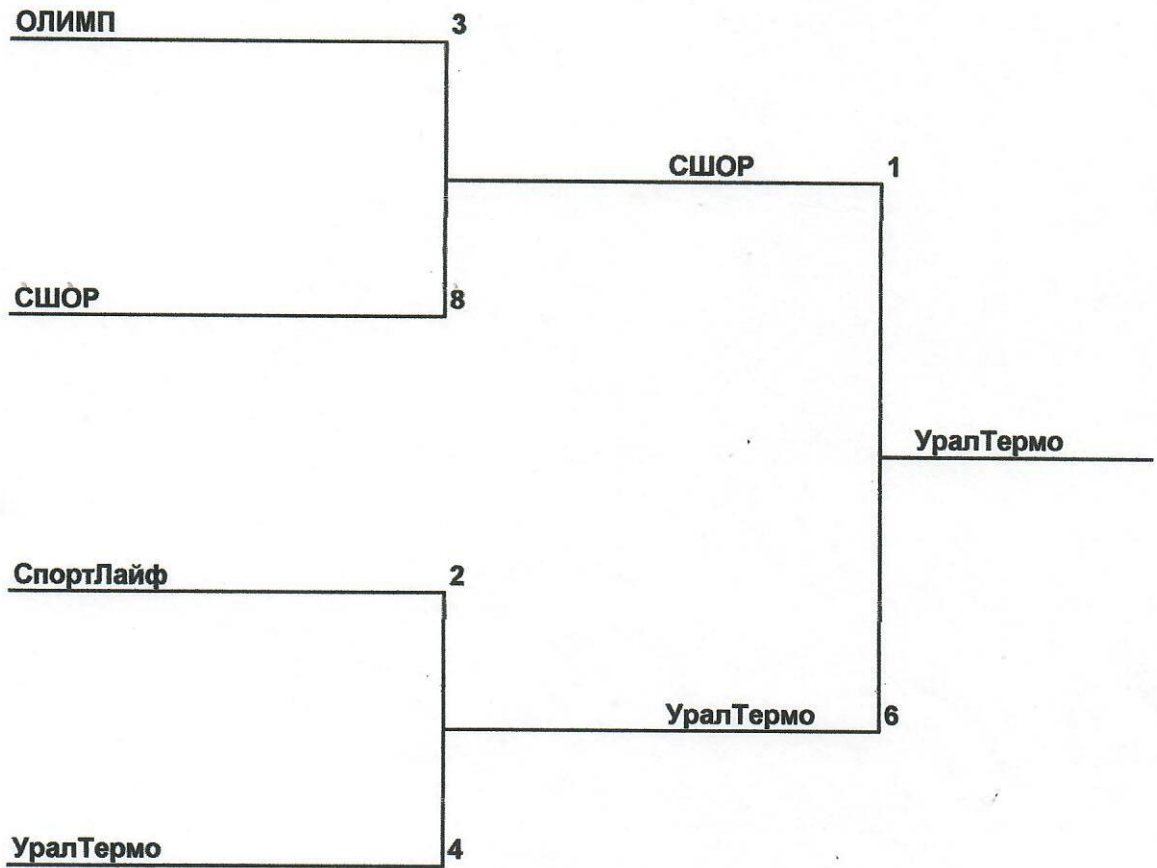 ОЛИМП 3
СШОР 1
СШОР 8
УралТермо
СпортЛайф 2
УралТермо 6
УралТермо 4